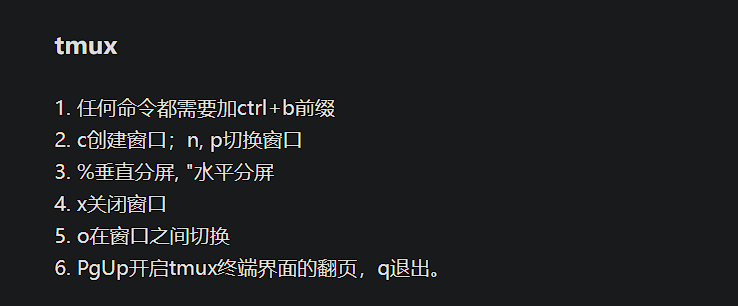 tmux
1. 任何命令都需要加ctrl+b前缀
2. c创建窗口；n, p切换窗口
3. %垂直分屏, "水平分屏
4. x关闭窗口
5. o在窗口之间切换
6. PgUp开启tmux终端界面的翻页，q退出。